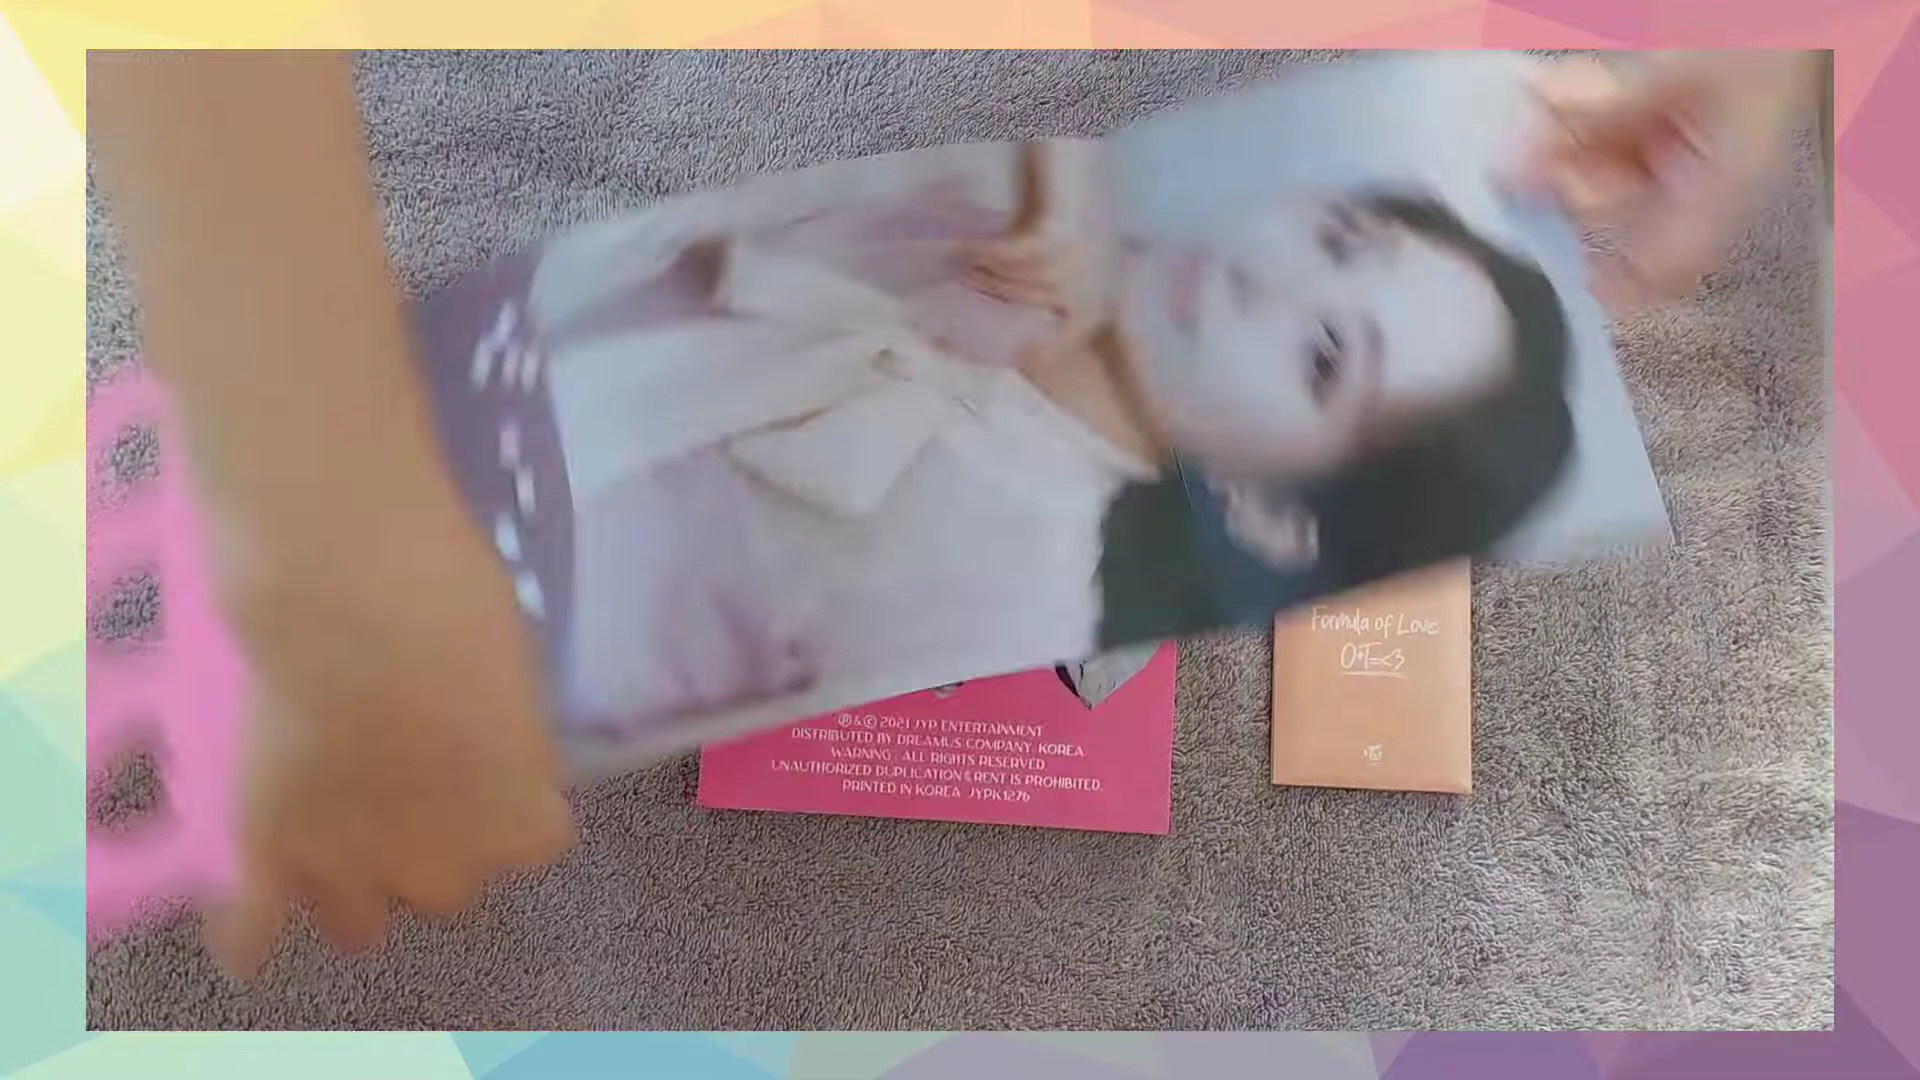 Formula of Love
O+T=<3
℗ & © 2021 JYP ENTERTAINMENT
DISTRIBUTED BY DREAMUS COMPANY, KOREA
WARNING : ALL RIGHTS RESERVED.
UNAUTHORIZED DUPLICATION & RENT IS PROHIBITED.
PRINTED IN KOREA JYPK1276